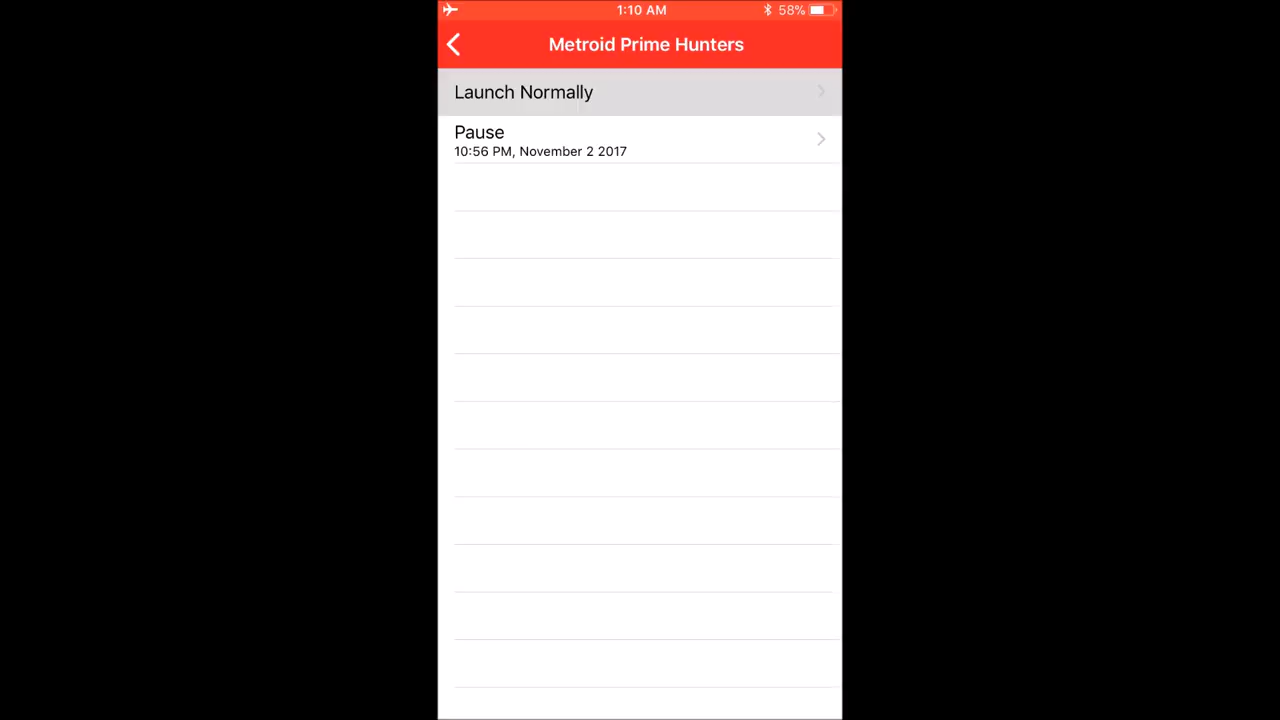 1:10 AM 58%
Metroid Prime Hunters
Launch Normally
Pause
10:56 PM, November 2 2017